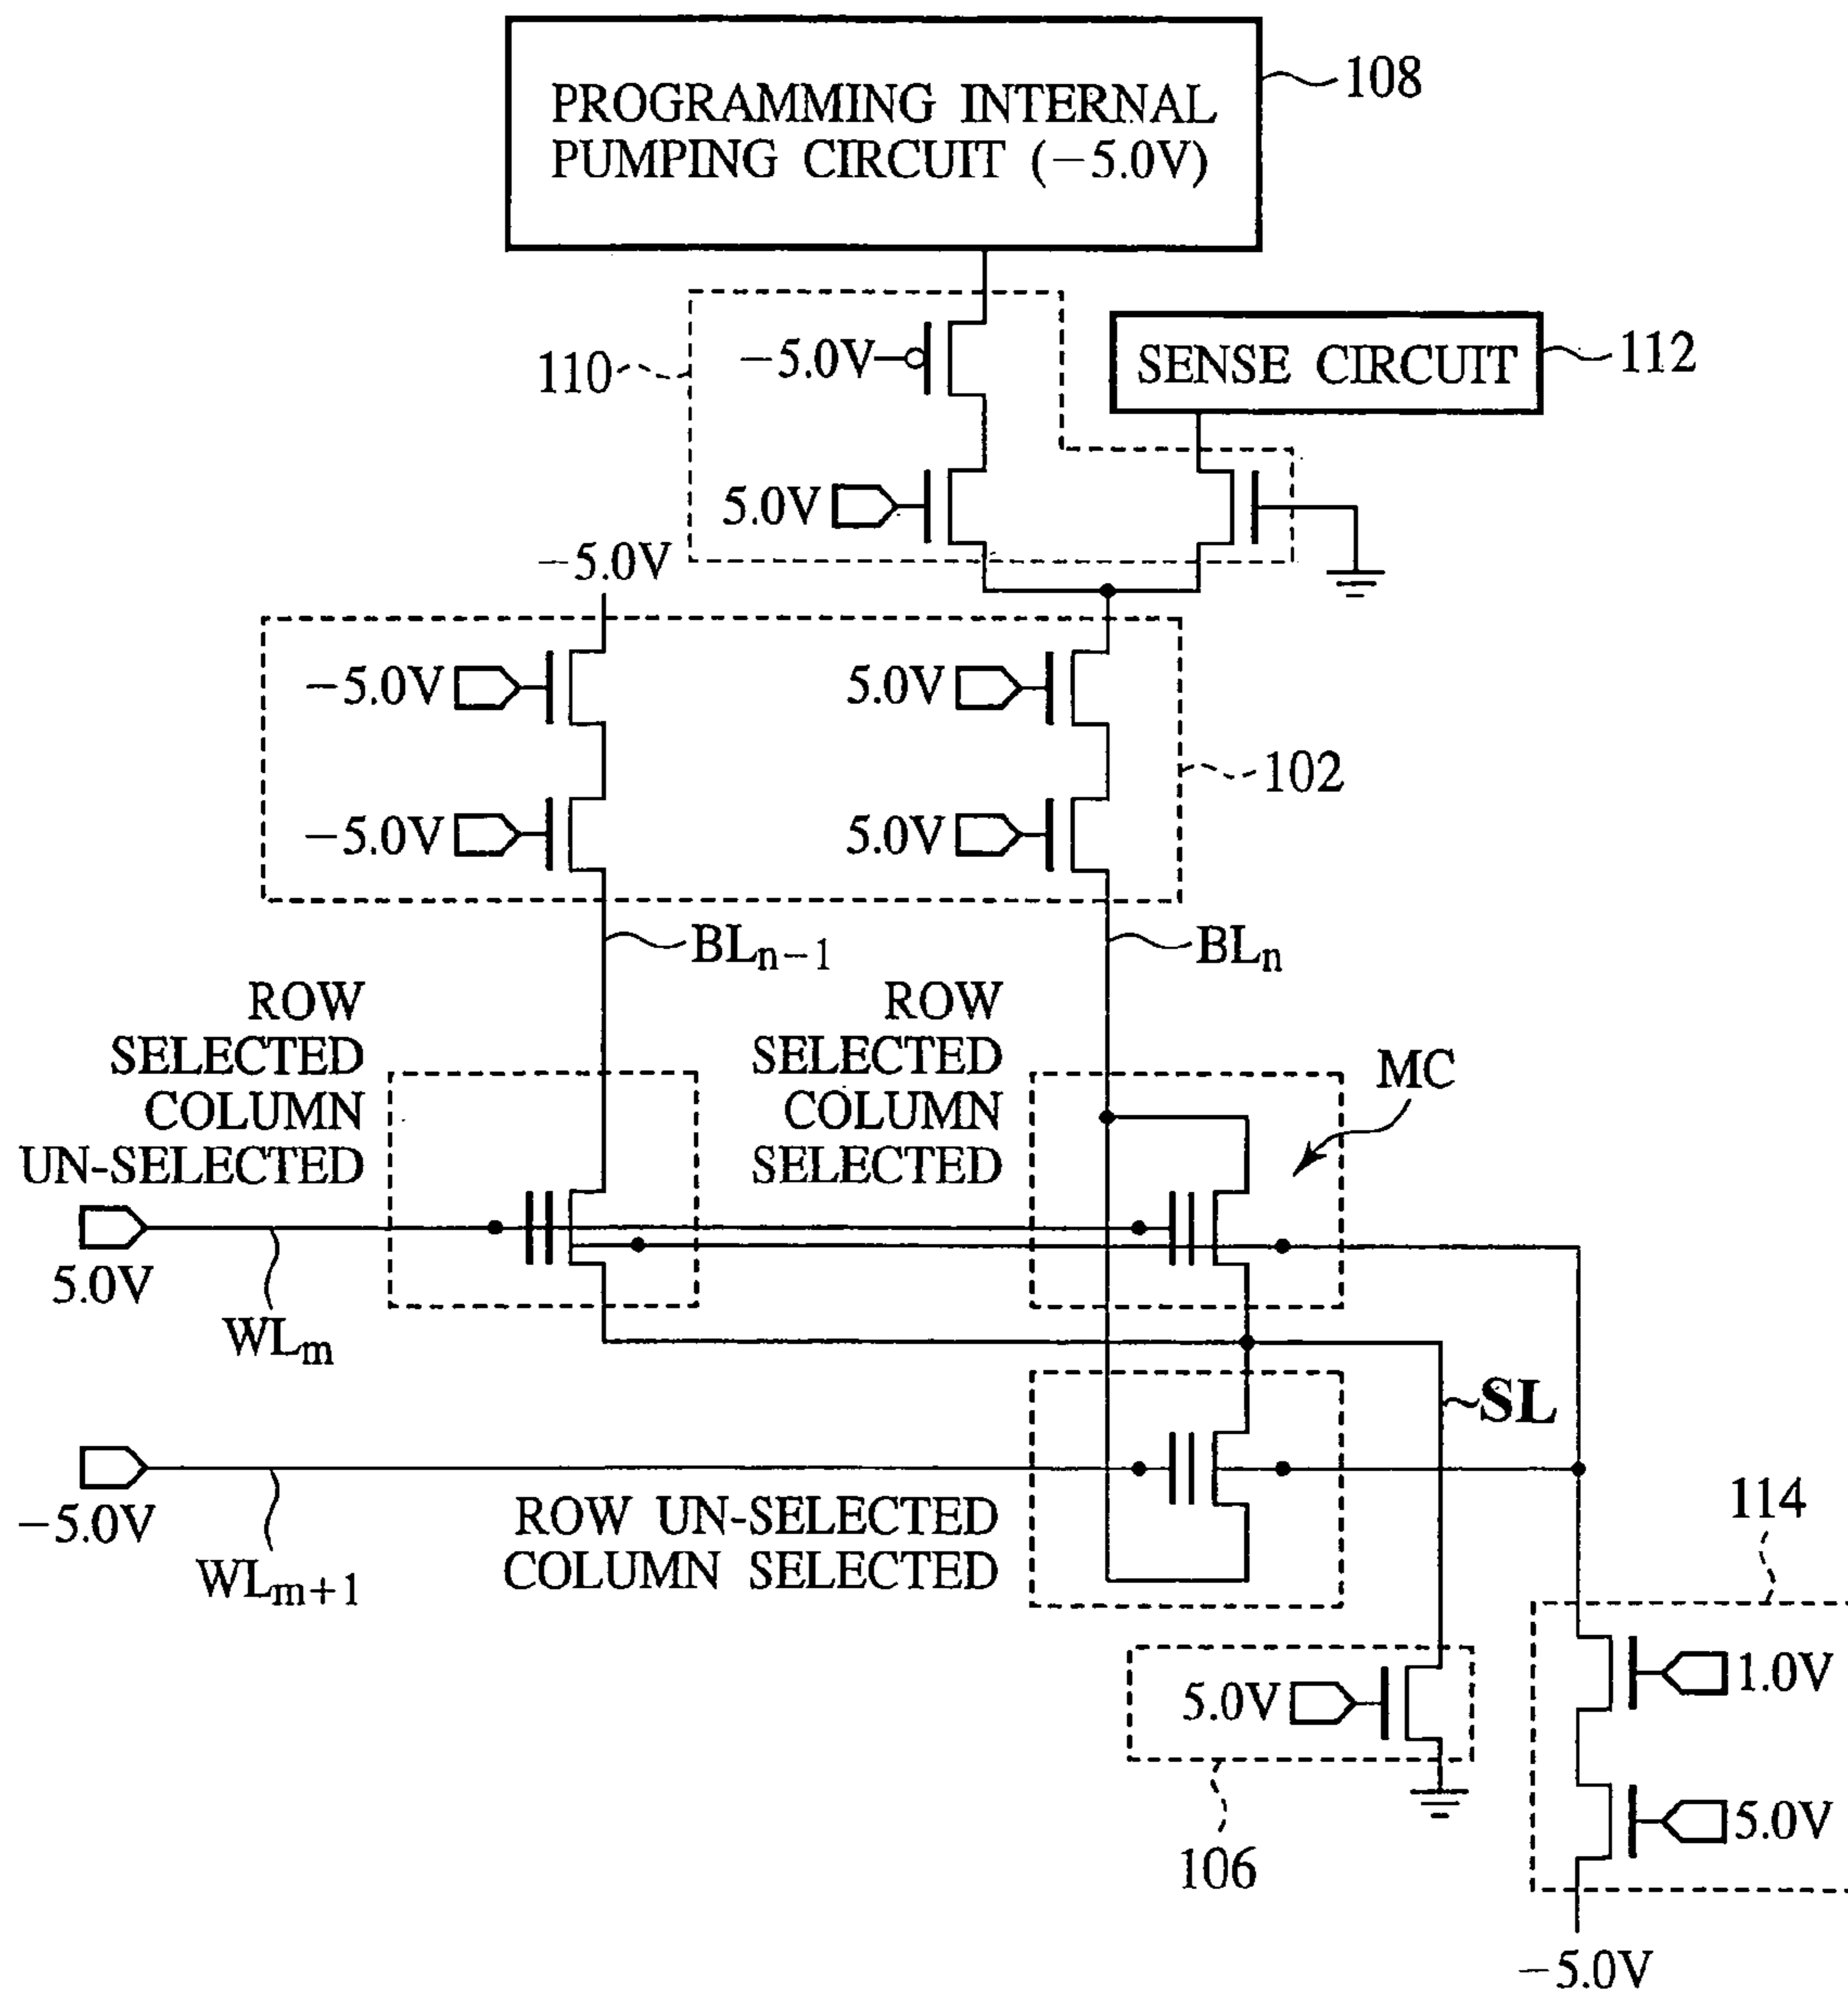 PROGRAMMING INTERNAL
PUMPING CIRCUIT (−5.0V)
108
−5.0V
110
SENSE CIRCUIT
112
5.0V
−5.0V
−5.0V
5.0V
102
−5.0V
5.0V
BLn−1
BLn
ROW
SELECTED
COLUMN
UN-SELECTED
ROW
SELECTED
COLUMN
SELECTED
MC
5.0V
WLm
SL
−5.0V
WLm+1
ROW UN-SELECTED
COLUMN SELECTED
114
1.0V
5.0V
5.0V
106
−5.0V